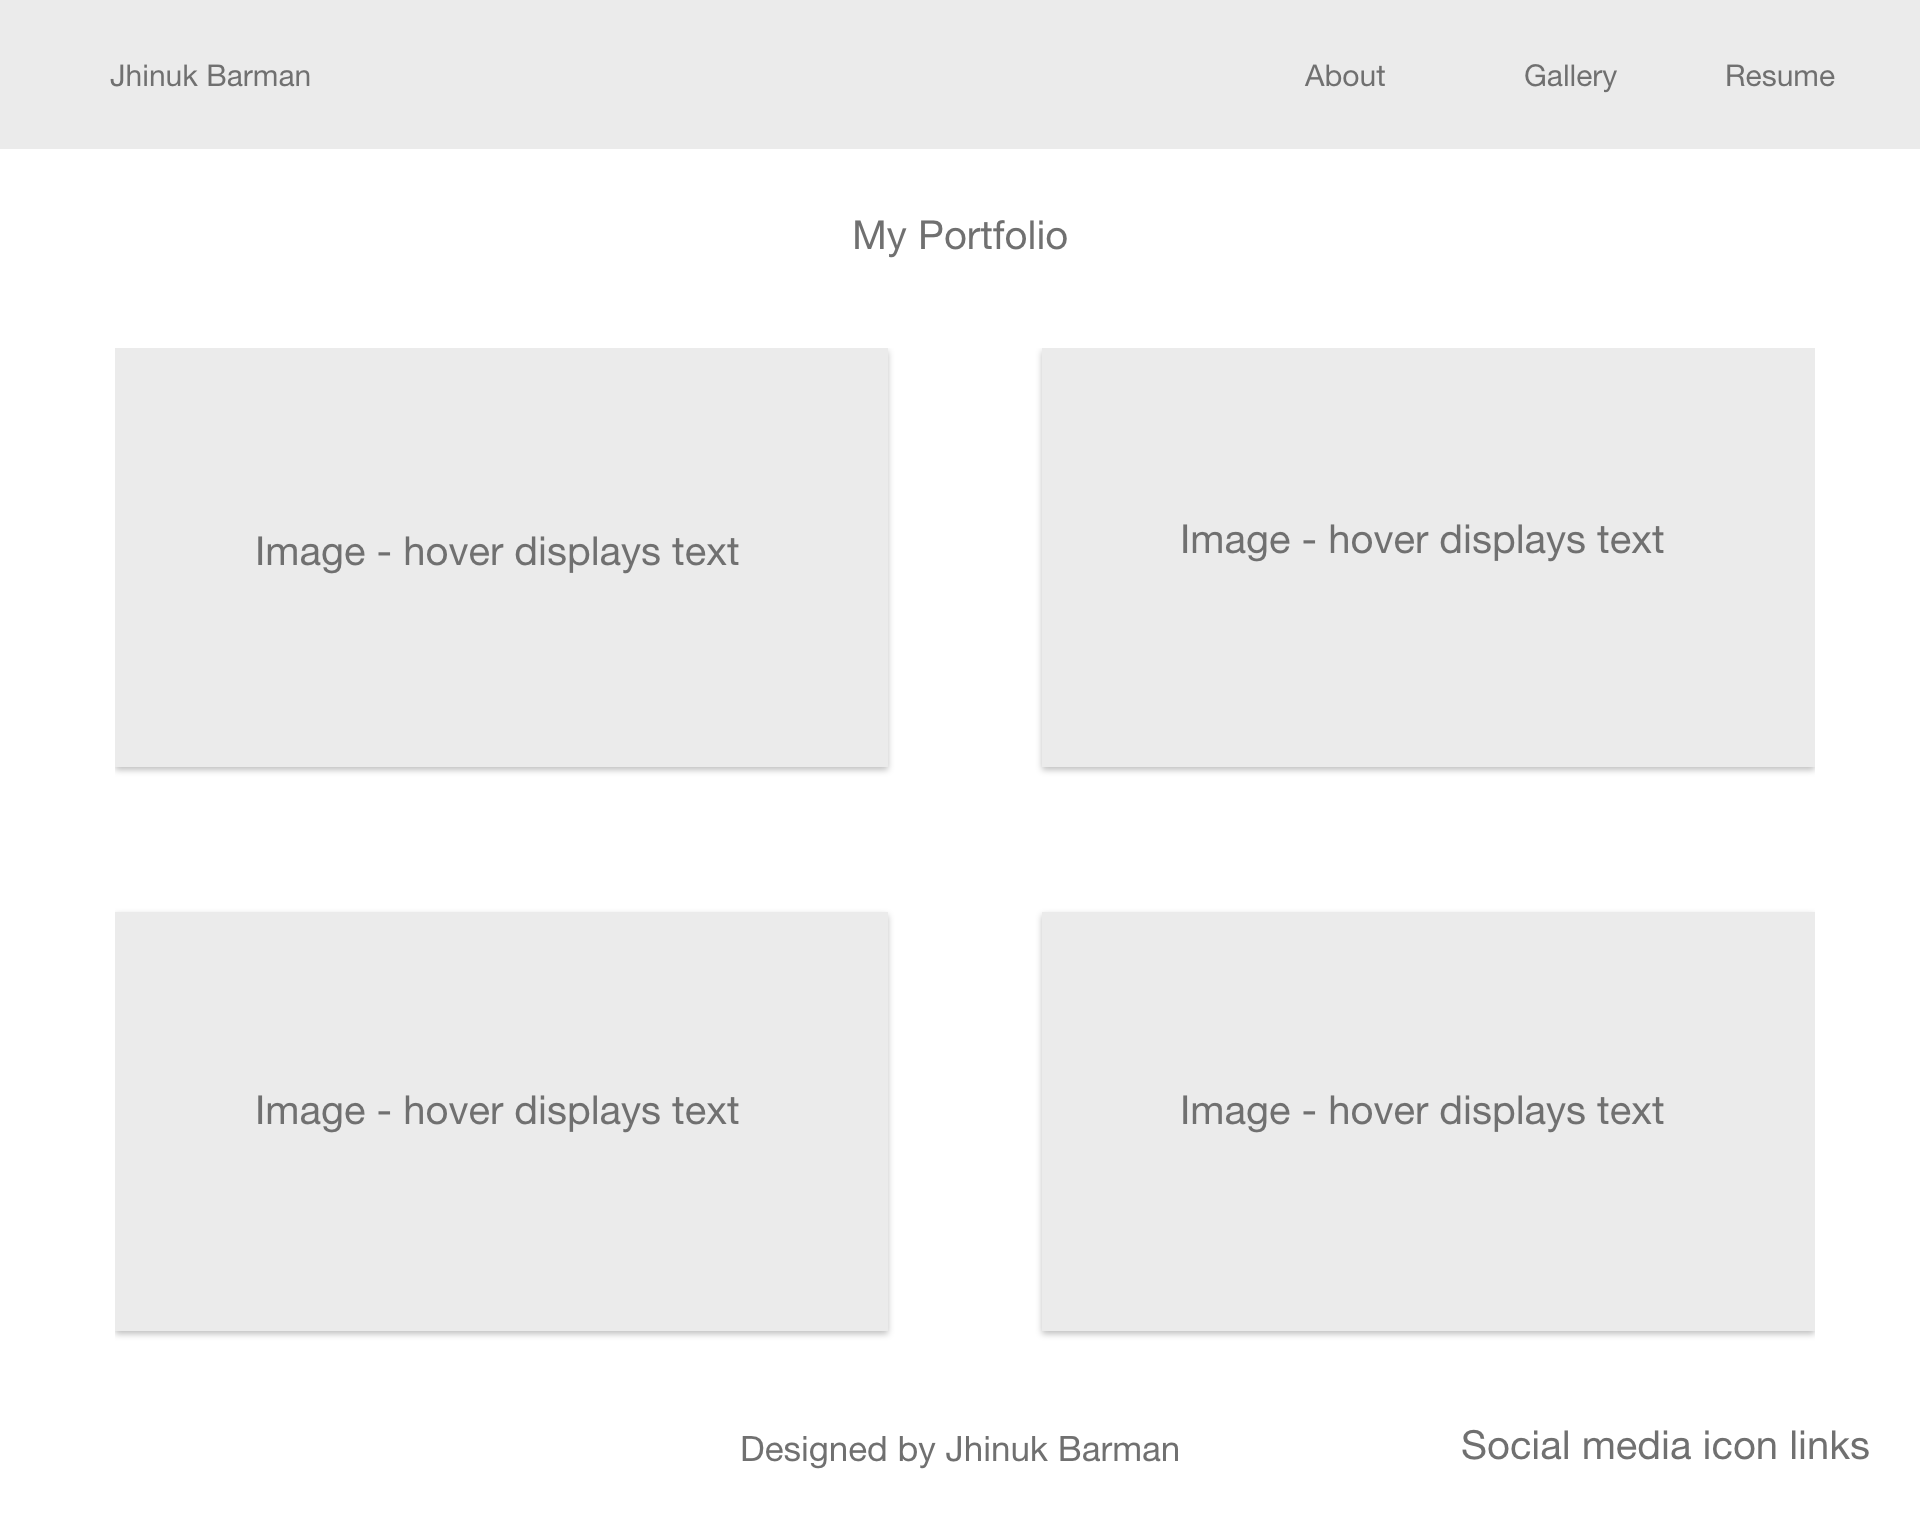 Jhinuk Barman
About
Gallery
Resume
My Portfolio
Image - hover displays text
Image - hover displays text
Image - hover displays text
Image - hover displays text
Designed by Jhinuk Barman
Social media icon links